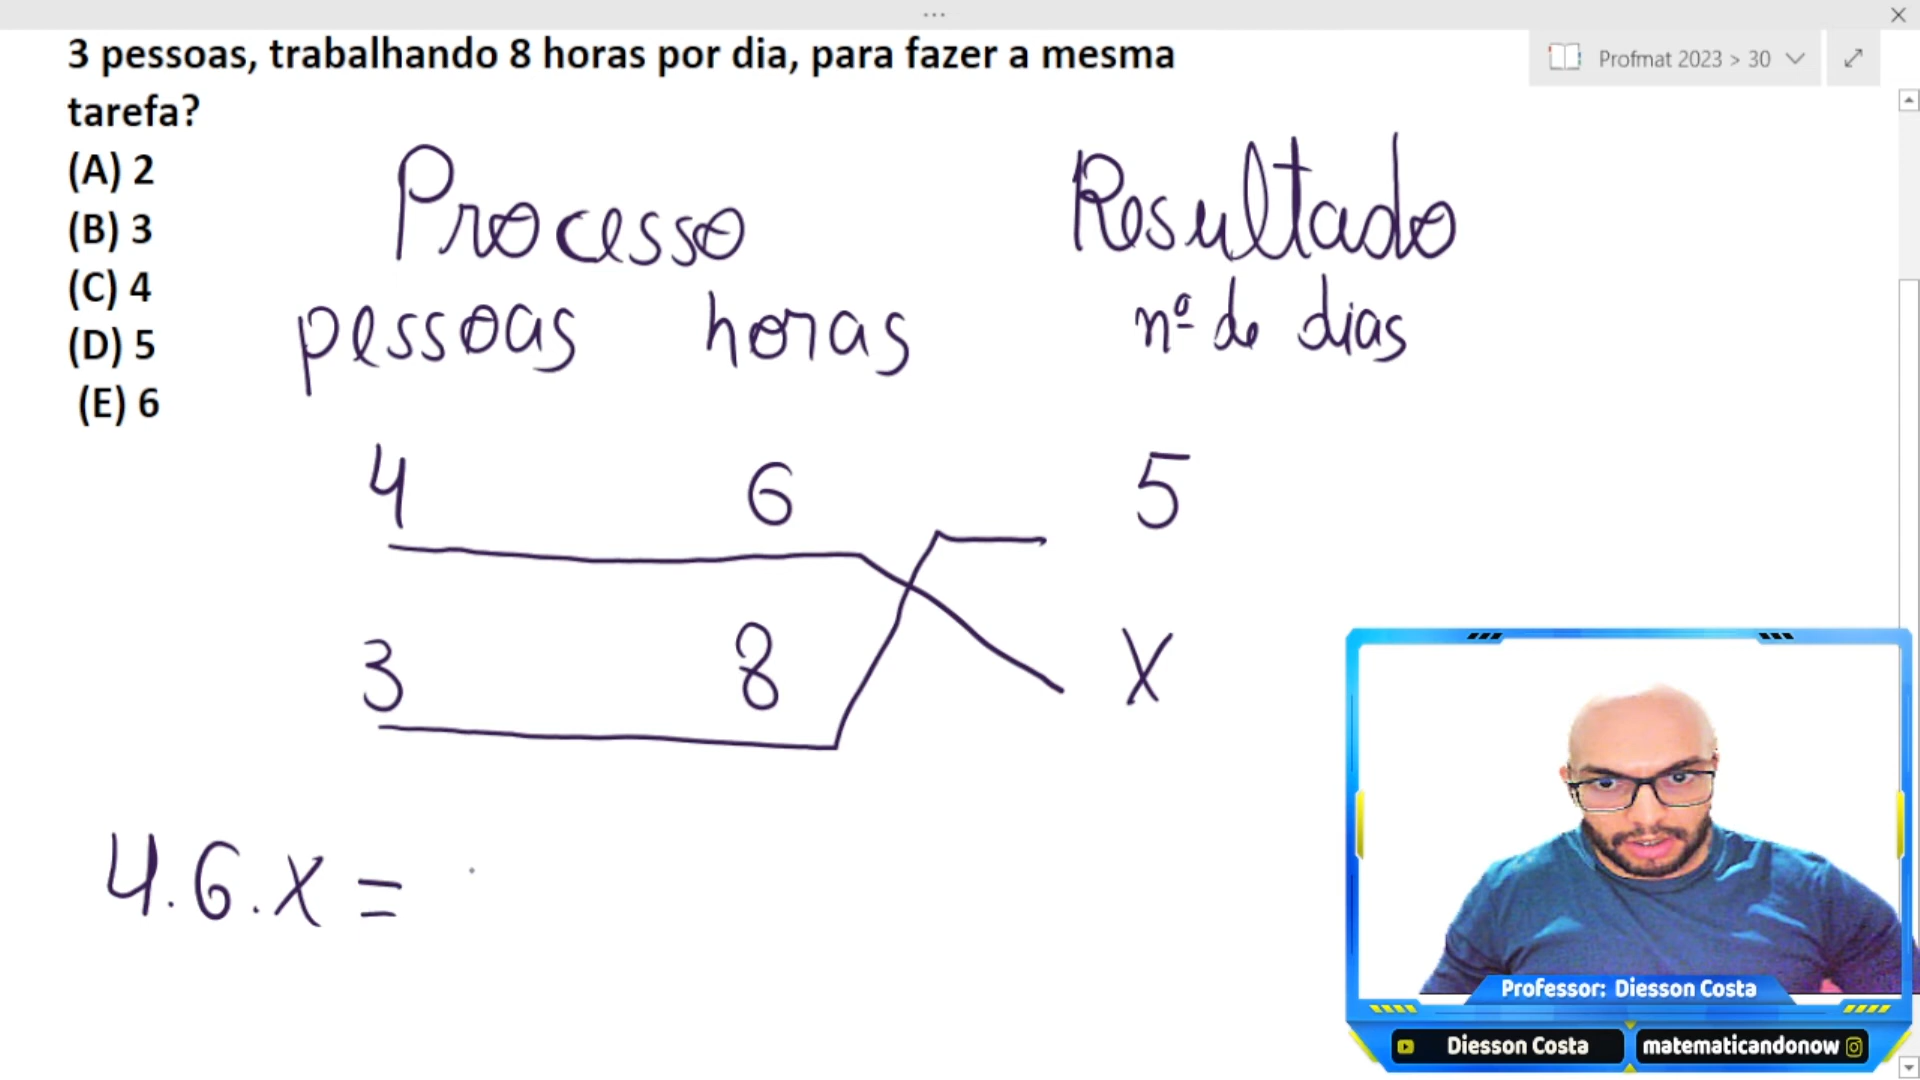 3 pessoas, trabalhando 8 horas por dia, para fazer a mesma
tarefa?
(A) 2
(B) 3
(C) 4
(D) 5
(E) 6
Profmat 2023 > 30
Processo Resultado
pessoas horas nº de dias
4 6 5
3 8 X
4.6.x =
Professor: Diesson Costa
Diesson Costa matematicandonow